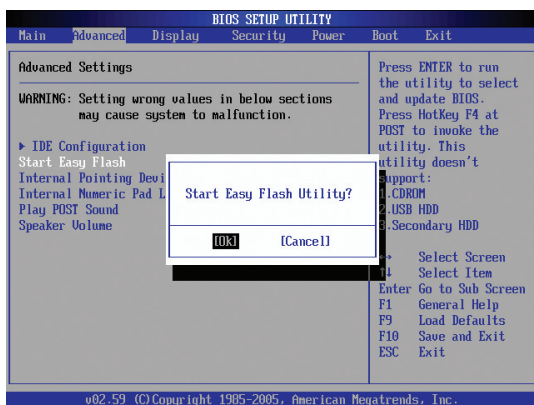 BIOS SETUP UTILITY
Main Advanced Display Security Power Boot Exit
Advanced Settings
WARNING: Setting wrong values in below sections
may cause system to malfunction.
▶ IDE Configuration
Start Easy Flash
Internal Pointing Devi
Internal Numeric Pad L
Play POST Sound
Speaker Volume
Start Easy Flash Utility?
[Ok] [Cancel]
Press ENTER to run
the utility to select
and update BIOS.
Press HotKey F4 at
POST to invoke the
utility. This
utility doesn't
support:
1.CDROM
2.USB HDD
3.Secondary HDD
↔ Select Screen
↑↓ Select Item
Enter Go to Sub Screen
F1 General Help
F9 Load Defaults
F10 Save and Exit
ESC Exit
v02.59 (C)Copyright 1985-2005, American Megatrends, Inc.